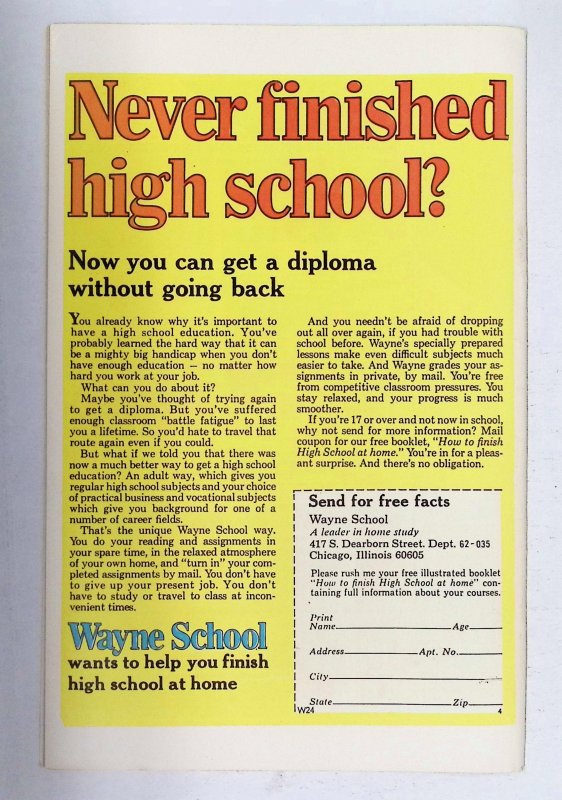 Never finished
high school?
Now you can get a diploma
without going back
You already know why it's important to
have a high school education. You've
probably learned the hard way that it can
be a mighty big handicap when you don't
have enough education — no matter how
hard you work at your job.
What can you do about it?
Maybe you've thought of trying again
to get a diploma. But you've suffered
enough classroom "battle fatigue" to last
you a lifetime. So you'd hate to travel that
route again even if you could.
But what if we told you that there was
now a much better way to get a high school
education? An adult way, which gives you
regular high school subjects and your choice
of practical business and vocational subjects
which give you background for one of a
number of career fields.
That's the unique Wayne School way.
You do your reading and assignments in
your spare time, in the relaxed atmosphere
of your own home, and "turn in" your com-
pleted assignments by mail. You don't have
to give up your present job. You don't
have to study or travel to class at incon-
venient times.
Wayne School
wants to help you finish
high school at home
And you needn't be afraid of dropping
out all over again, if you had trouble with
school before. Wayne's specially prepared
lessons make even difficult subjects much
easier to take. And Wayne grades your as-
signments in private, by mail. You're free
from competitive classroom pressures. You
stay relaxed, and your progress is much
smoother.
If you're 17 or over and not now in school,
why not send for more information? Mail
coupon for our free booklet, "How to finish
High School at home." You're in for a pleas-
ant surprise. And there's no obligation.
Send for free facts
Wayne School
A leader in home study
417 S. Dearborn Street. Dept. 62-035
Chicago, Illinois 60605
Please rush me your free illustrated booklet
"How to finish High School at home" con-
taining full information about your courses.
Print
Name Age
Address Apt. No.
City
State Zip
W24 4